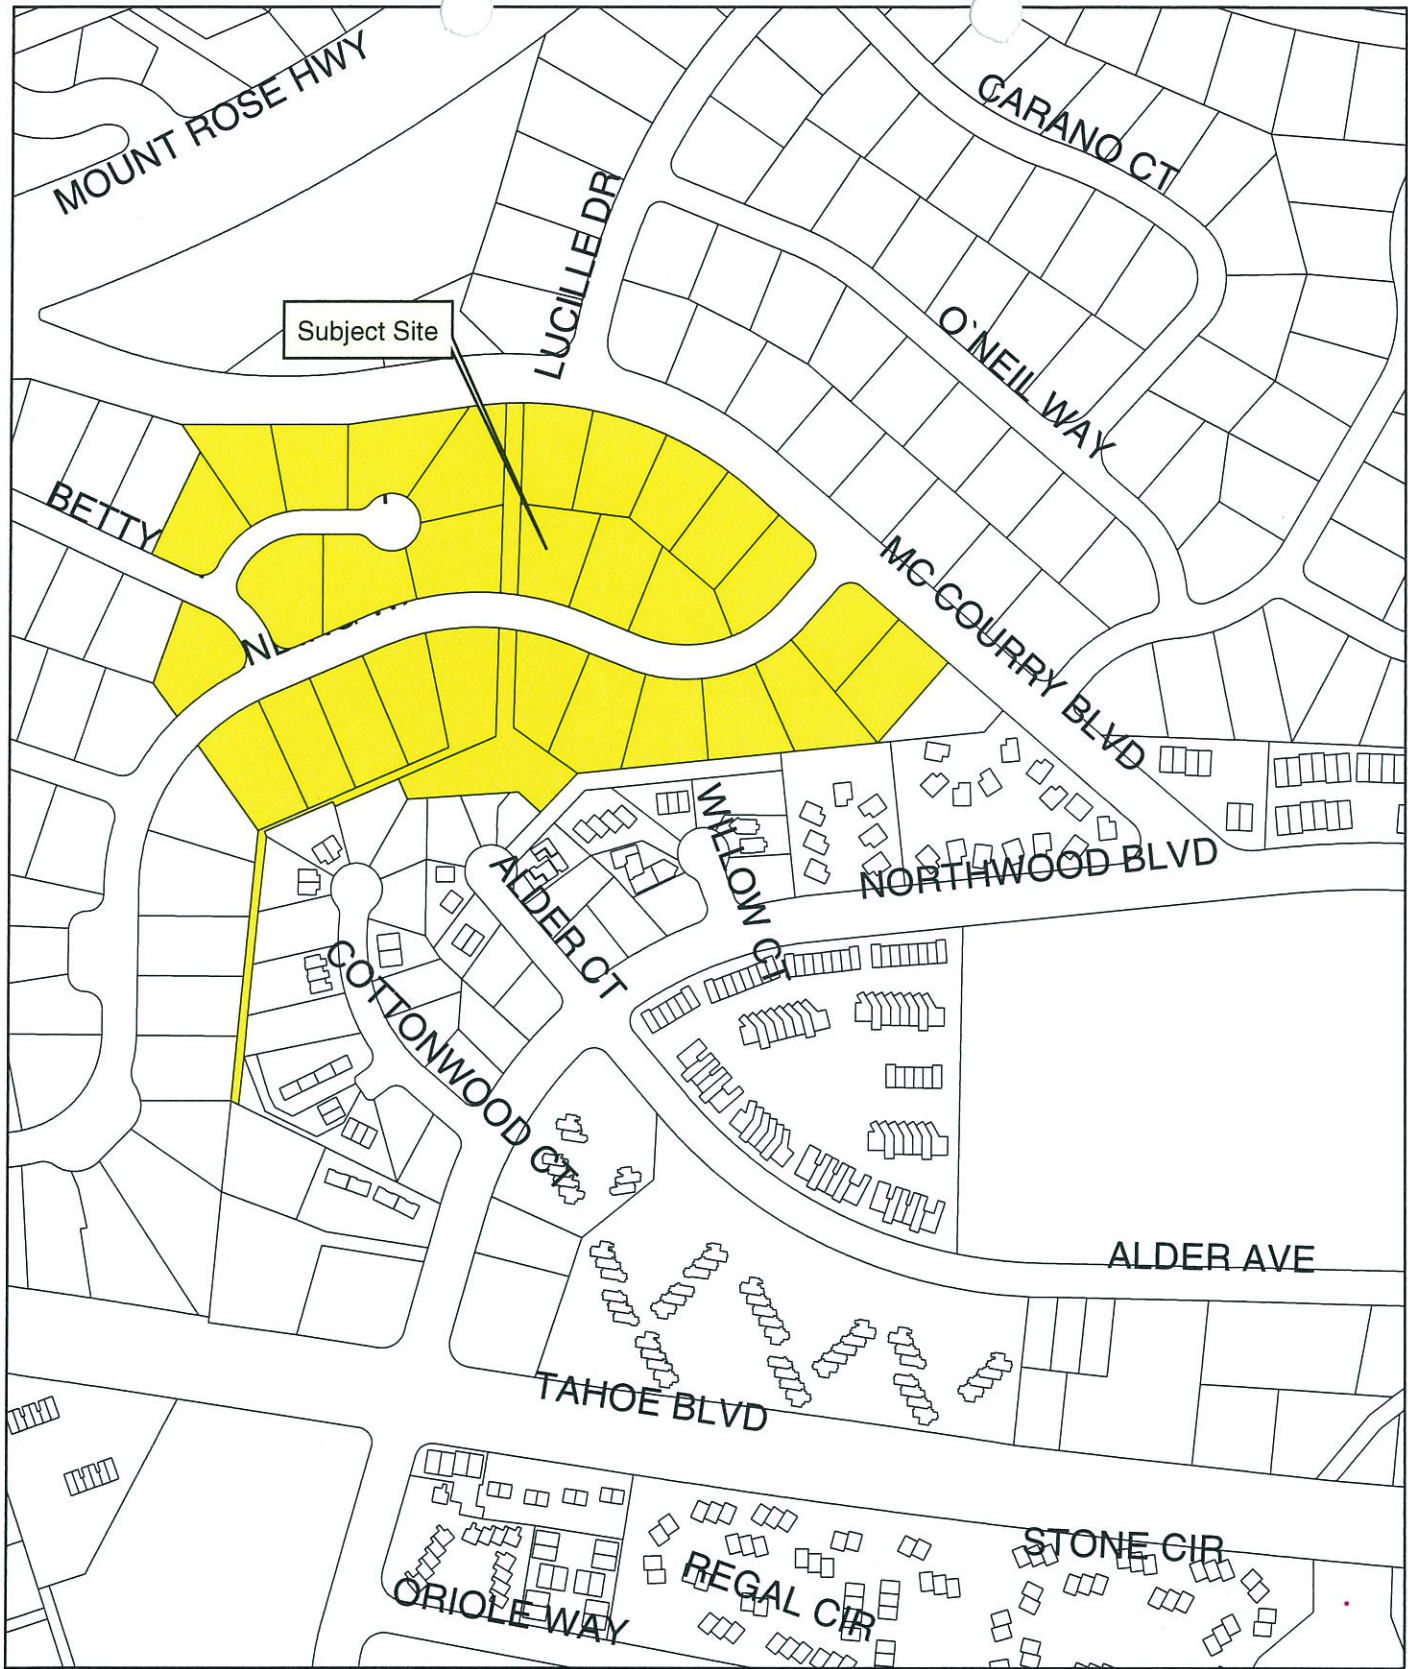 MOUNT ROSE HWY
CARANO CT
LUCILLE DR
Subject Site
O`NEIL WAY
BETTY
MC COURRY BLVD
WILLOW CT
NORTHWOOD BLVD
ALDER CT
COTTONWOOD CT
ALDER AVE
TAHOE BLVD
STONE CIR
REGAL CIR
ORIOLE WAY